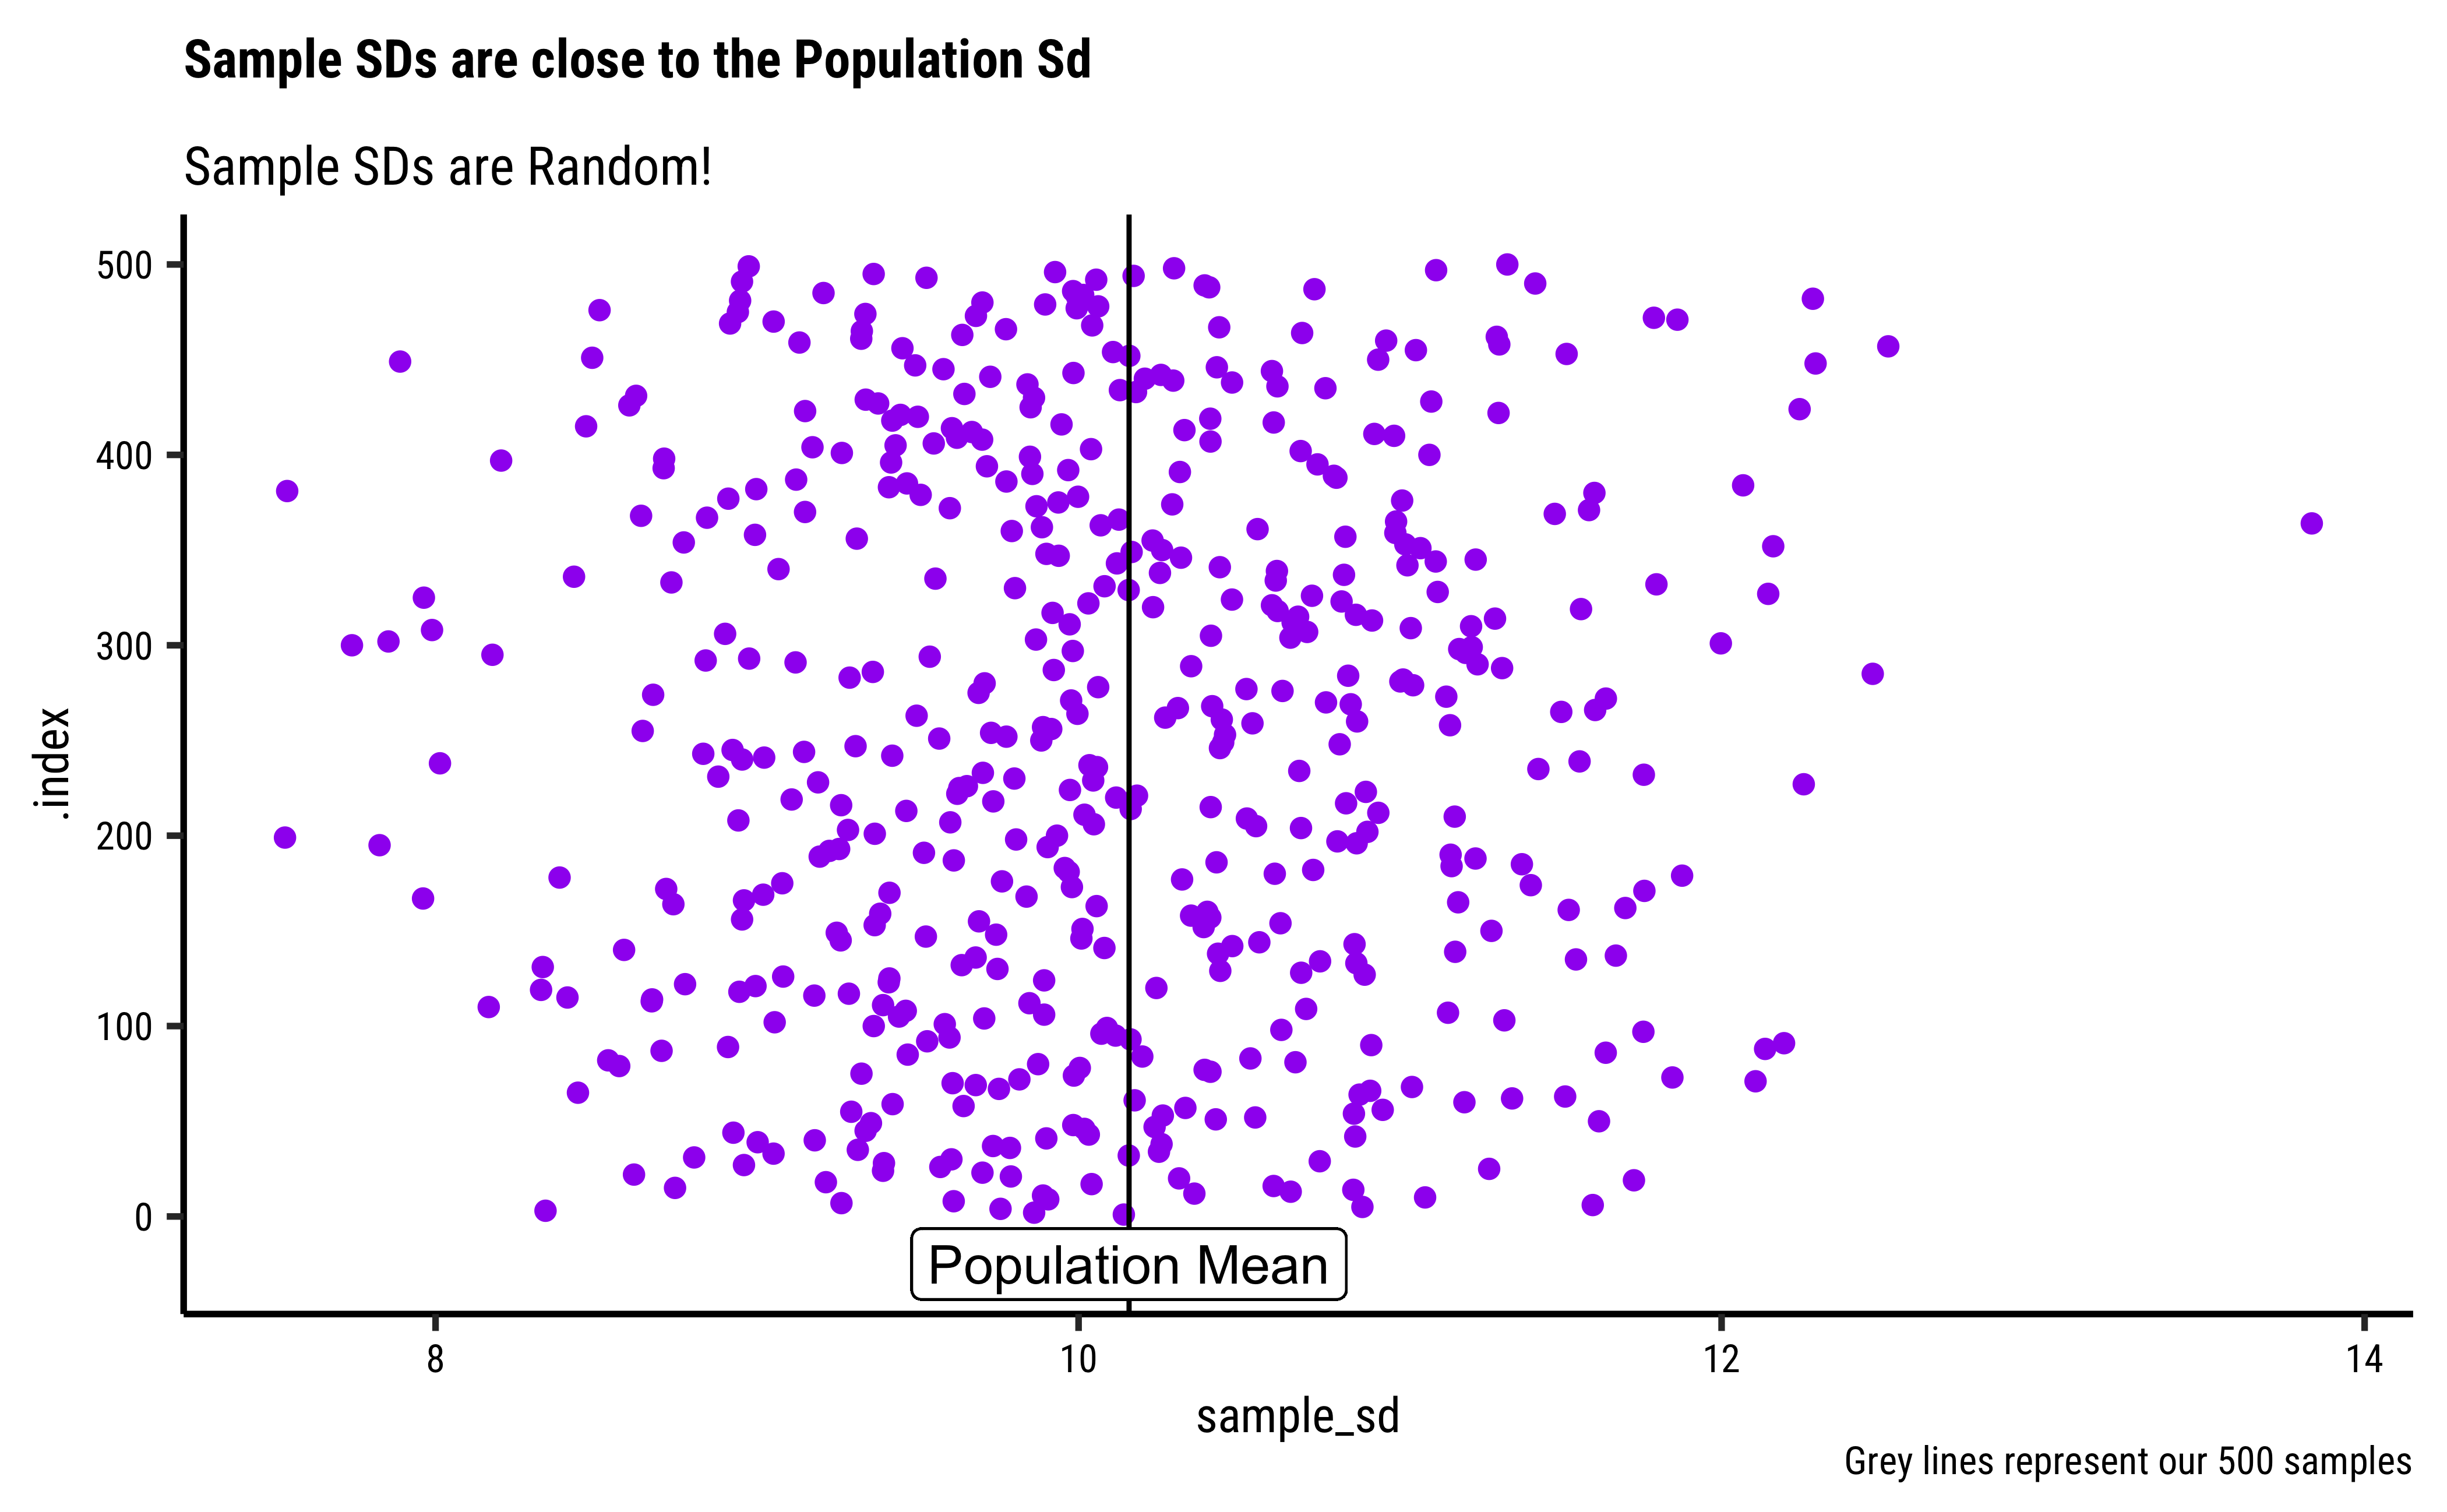 Sample SDs are close to the Population Sd
Sample SDs are Random!
500
400
300
200
100
0
.index
Population Mean
8
10
12
14
sample_sd
Grey lines represent our 500 samples